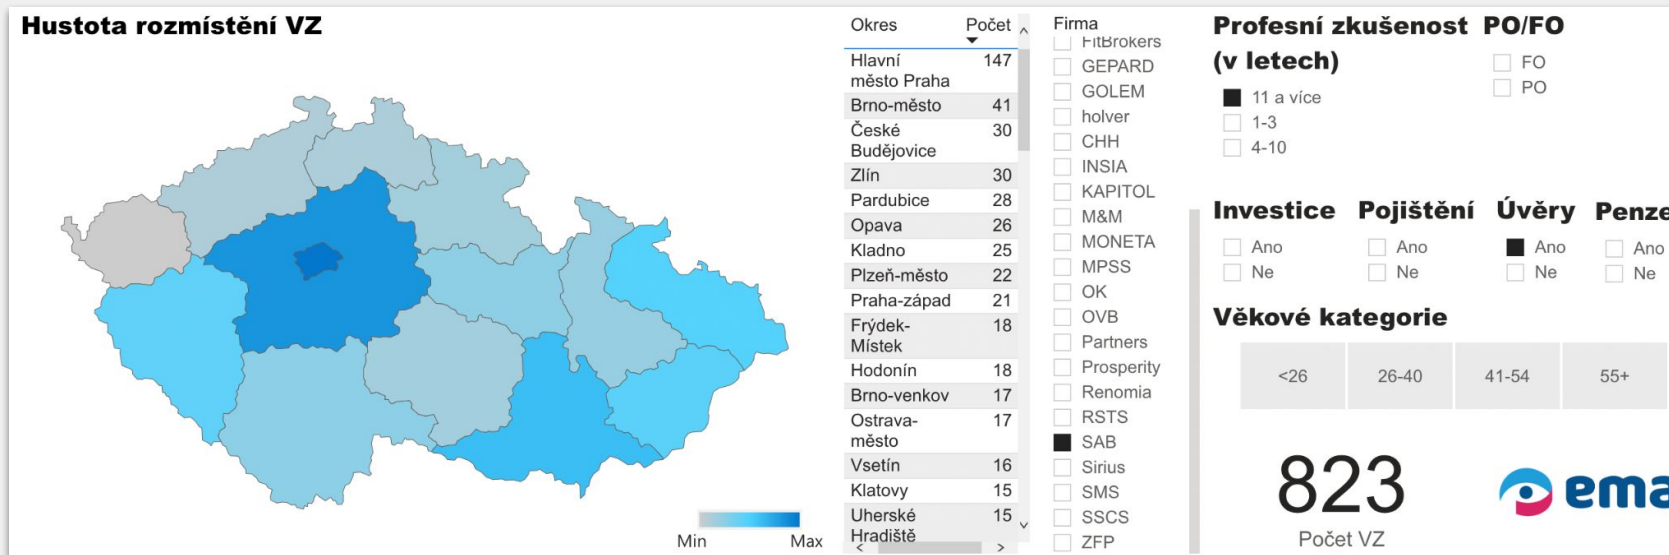 Hustota rozmístění VZ
Min
Max
Okres Počet
Hlavní město Praha 147
Brno-město 41
České Budějovice 30
Zlín 30
Pardubice 28
Opava 26
Kladno 25
Plzeň-město 22
Praha-západ 21
Frýdek-Místek 18
Hodonín 18
Brno-venkov 17
Ostrava-město 17
Vsetín 16
Klatovy 15
Uherské Hradiště 15
Firma
FitBrokers
GEPARD
GOLEM
holver
CHH
INSIA
KAPITOL
M&M
MONETA
MPSS
OK
OVB
Partners
Prosperity
Renomia
RSTS
SAB
Sirius
SMS
SSCS
ZFP
Profesní zkušenost
(v letech)
11 a více
1-3
4-10
PO/FO
FO
PO
Investice
Ano
Ne
Pojištění
Ano
Ne
Úvěry
Ano
Ne
Penze
Ano
Ne
Věkové kategorie
<26
26-40
41-54
55+
823
Počet VZ
ema